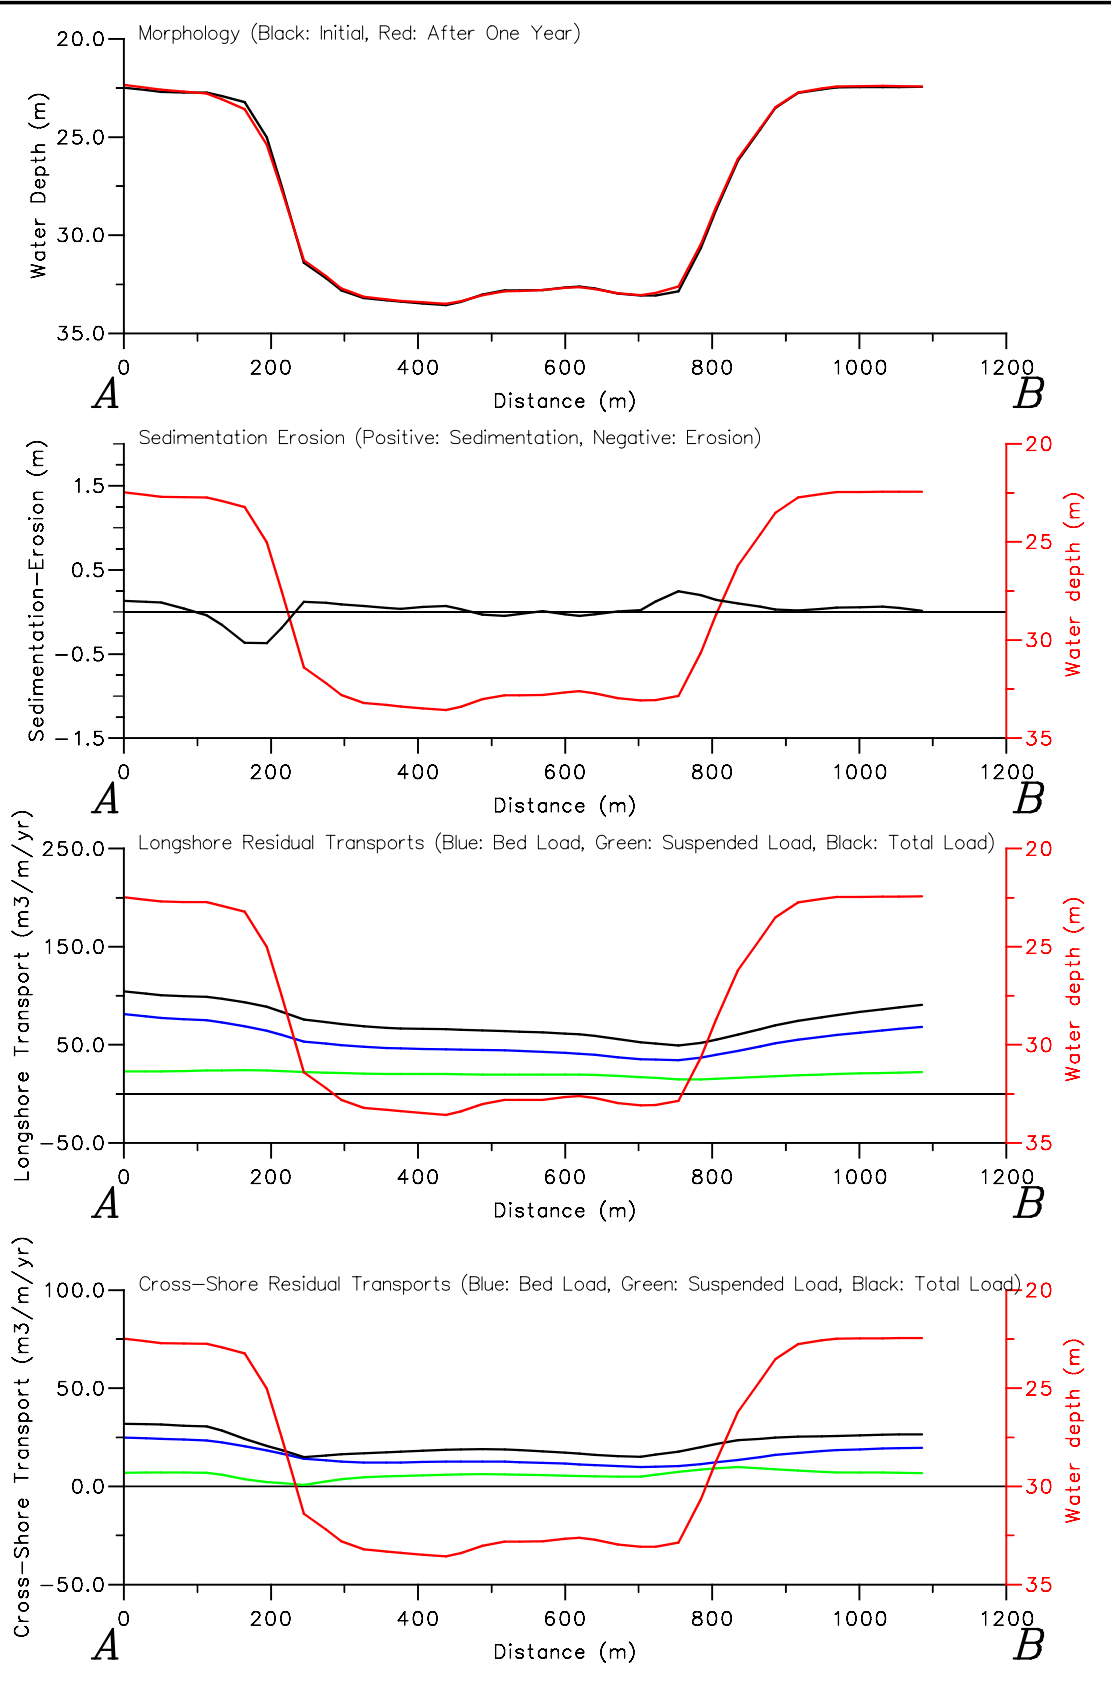 Morphology (Black: Initial, Red: After One Year)
20.0
25.0
30.0
35.0
Water Depth (m)
0 200 400 600 800 1000 1200
A Distance (m) B
Sedimentation Erosion (Positive: Sedimentation, Negative: Erosion)
1.5
0.5
−0.5
−1.5
Sedimentation−Erosion (m)
20
25
30
35
Water depth (m)
0 200 400 600 800 1000 1200
A Distance (m) B
Longshore Residual Transports (Blue: Bed Load, Green: Suspended Load, Black: Total Load)
250.0
150.0
50.0
−50.0
Longshore Transport (m3/m/yr)
20
25
30
35
Water depth (m)
0 200 400 600 800 1000 1200
A Distance (m) B
Cross−Shore Residual Transports (Blue: Bed Load, Green: Suspended Load, Black: Total Load)
100.0
50.0
0.0
−50.0
Cross−Shore Transport (m3/m/yr)
20
25
30
35
Water depth (m)
0 200 400 600 800 1000 1200
A Distance (m) B